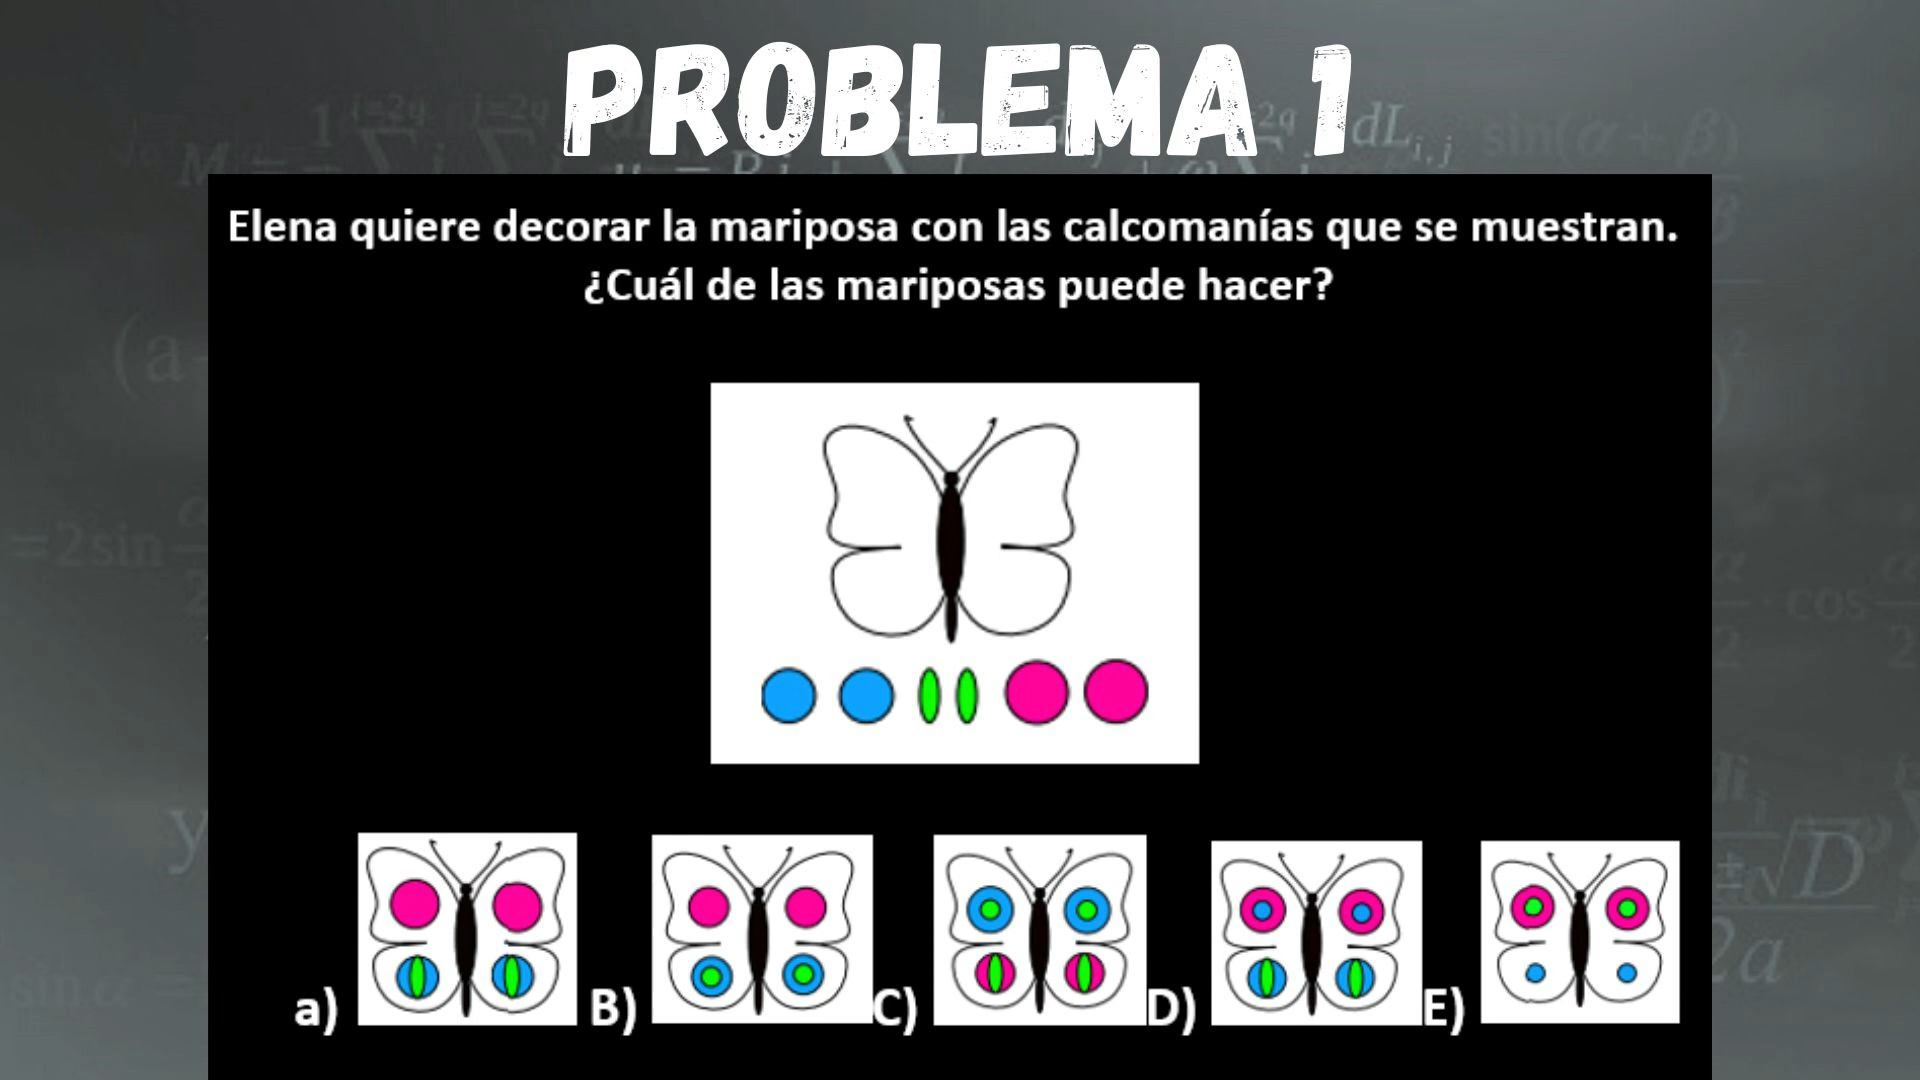 PROBLEMA 1
Elena quiere decorar la mariposa con las calcomanías que se muestran.
¿Cuál de las mariposas puede hacer?
a) B) C) D) E)